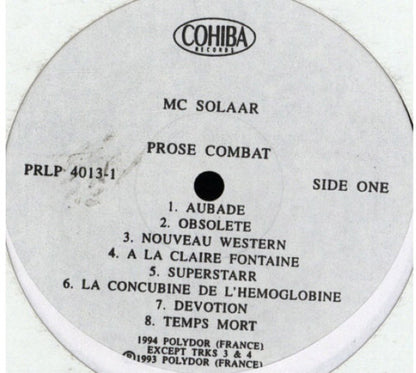 COHIBA
RECORDS
MC SOLAAR
PROSE COMBAT
PRLP 4013-1
SIDE ONE
1. AUBADE
2. OBSOLETE
3. NOUVEAU WESTERN
4. A LA CLAIRE FONTAINE
5. SUPERSTARR
6. LA CONCUBINE DE L'HEMOGLOBINE
7. DEVOTION
8. TEMPS MORT
1994 POLYDOR (FRANCE)
EXCEPT TRKS 3 & 4
℗1993 POLYDOR (FRANCE)